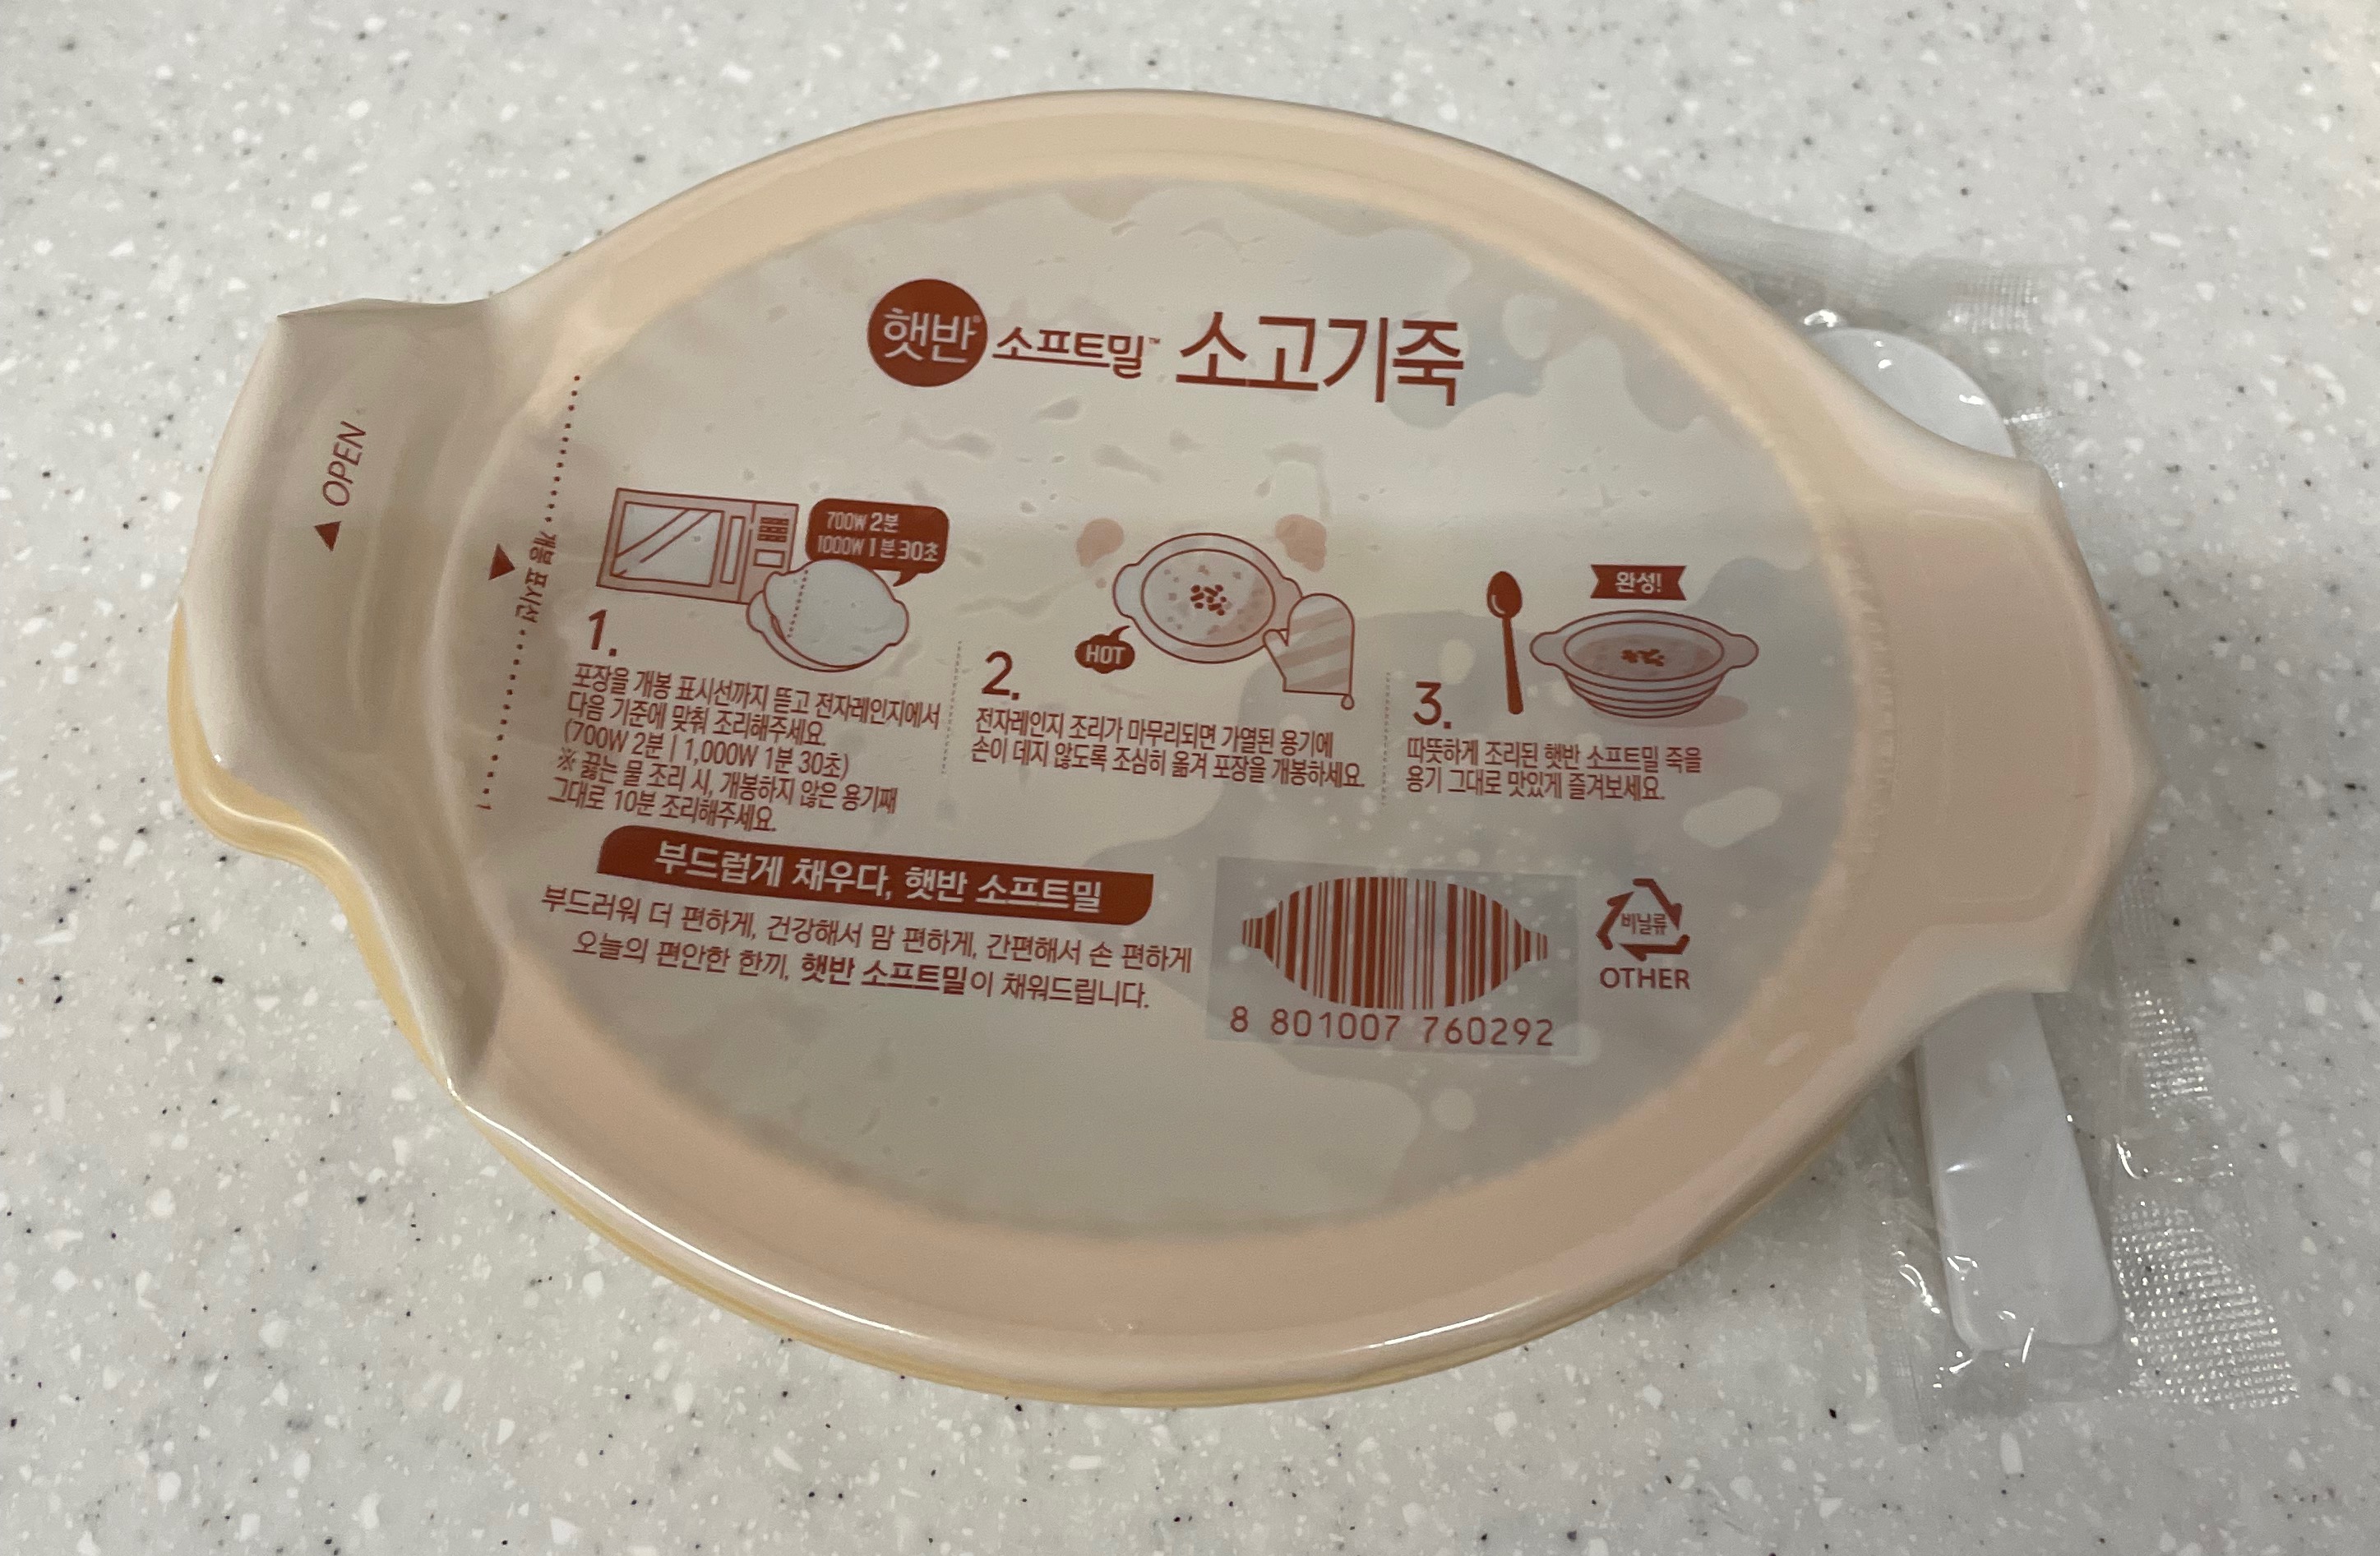 햇반® 소프트밀™ 소고기죽
◀ OPEN
◀ 개봉 표시선
700W 2분
1000W 1분 30초
1.
포장을 개봉 표시선까지 뜯고 전자레인지에서
다음 기준에 맞춰 조리해주세요.
(700W 2분 | 1,000W 1분 30초)
※ 끓는 물 조리 시, 개봉하지 않은 용기째
그대로 10분 조리해주세요.
HOT
2.
전자레인지 조리가 마무리되면 가열된 용기에
손이 데지 않도록 조심히 옮겨 포장을 개봉하세요.
완성!
3.
따뜻하게 조리된 햇반 소프트밀 죽을
용기 그대로 맛있게 즐겨보세요.
부드럽게 채우다, 햇반 소프트밀
부드러워 더 편하게, 건강해서 맘 편하게, 간편해서 손 편하게
오늘의 편안한 한끼, 햇반 소프트밀이 채워드립니다.
8 801007 760292
비닐류
OTHER